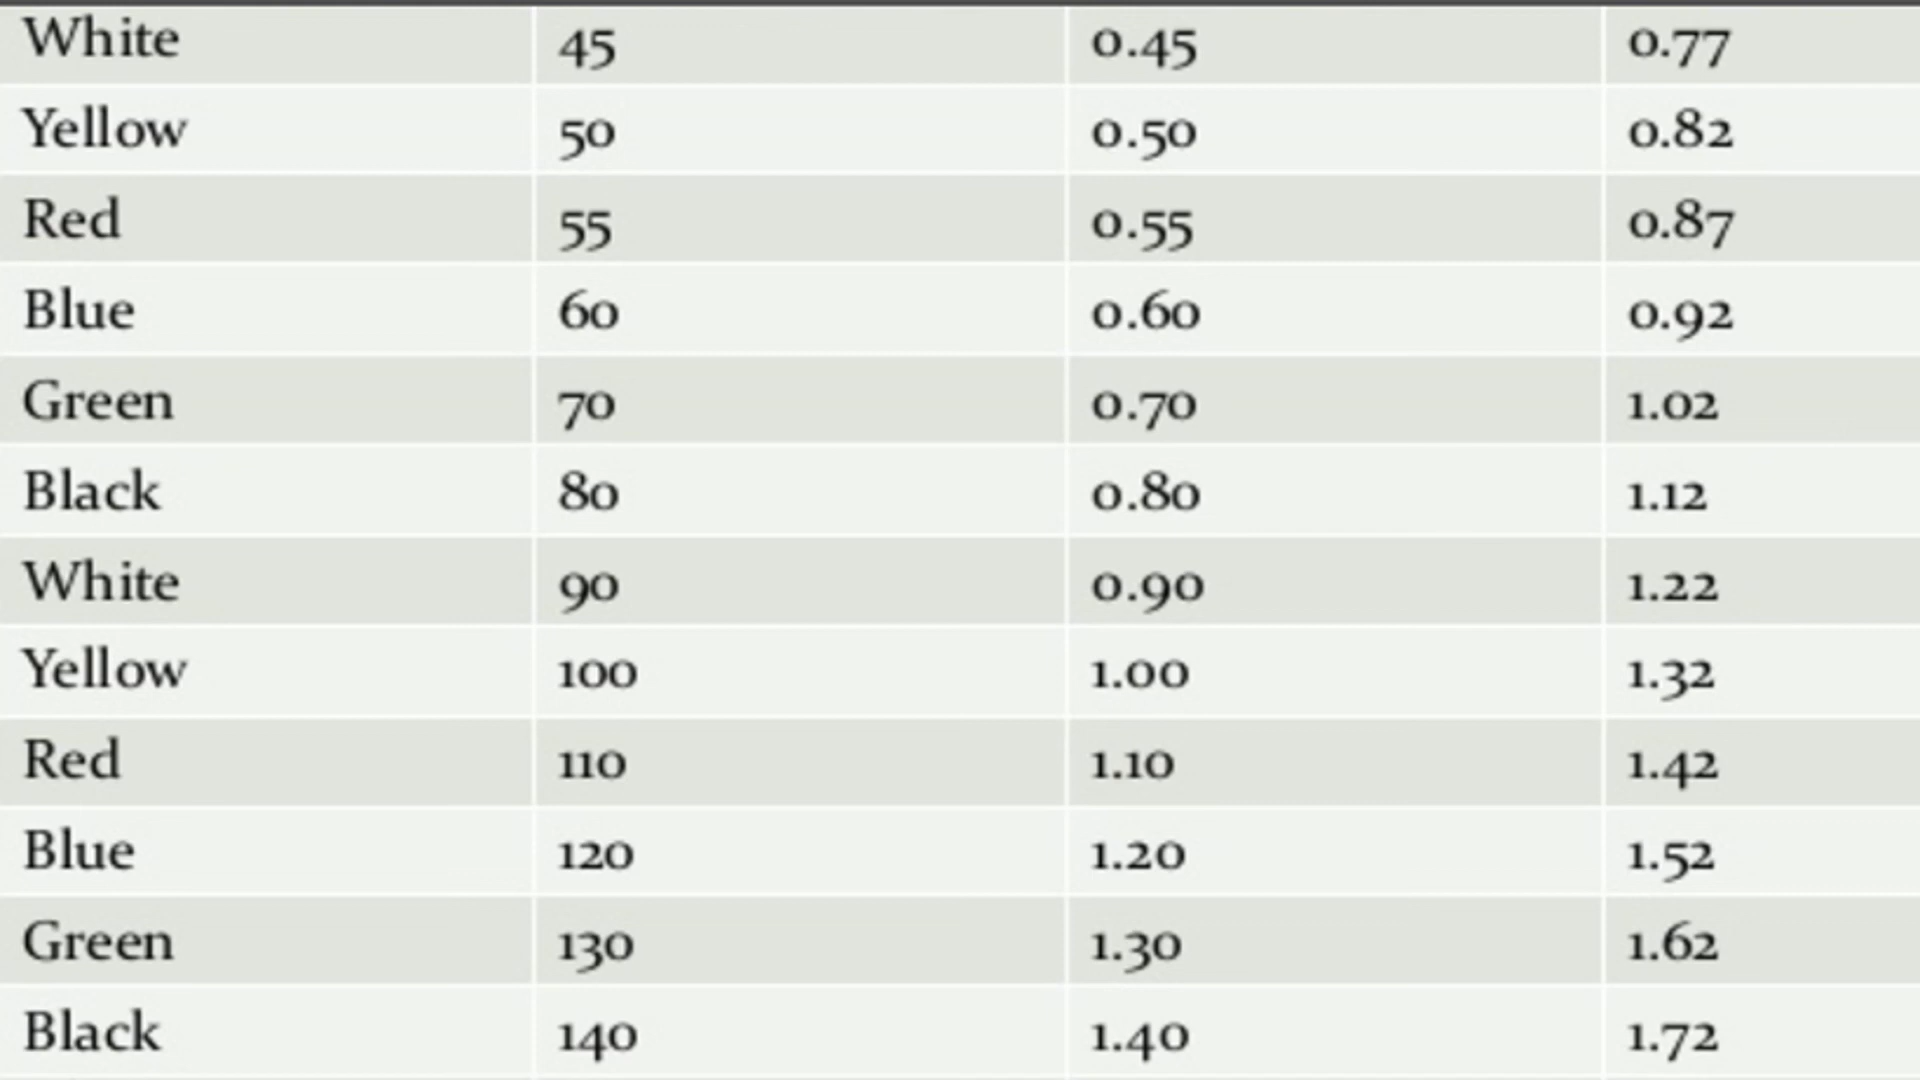 White 45 0.45 0.77
Yellow 50 0.50 0.82
Red 55 0.55 0.87
Blue 60 0.60 0.92
Green 70 0.70 1.02
Black 80 0.80 1.12
White 90 0.90 1.22
Yellow 100 1.00 1.32
Red 110 1.10 1.42
Blue 120 1.20 1.52
Green 130 1.30 1.62
Black 140 1.40 1.72